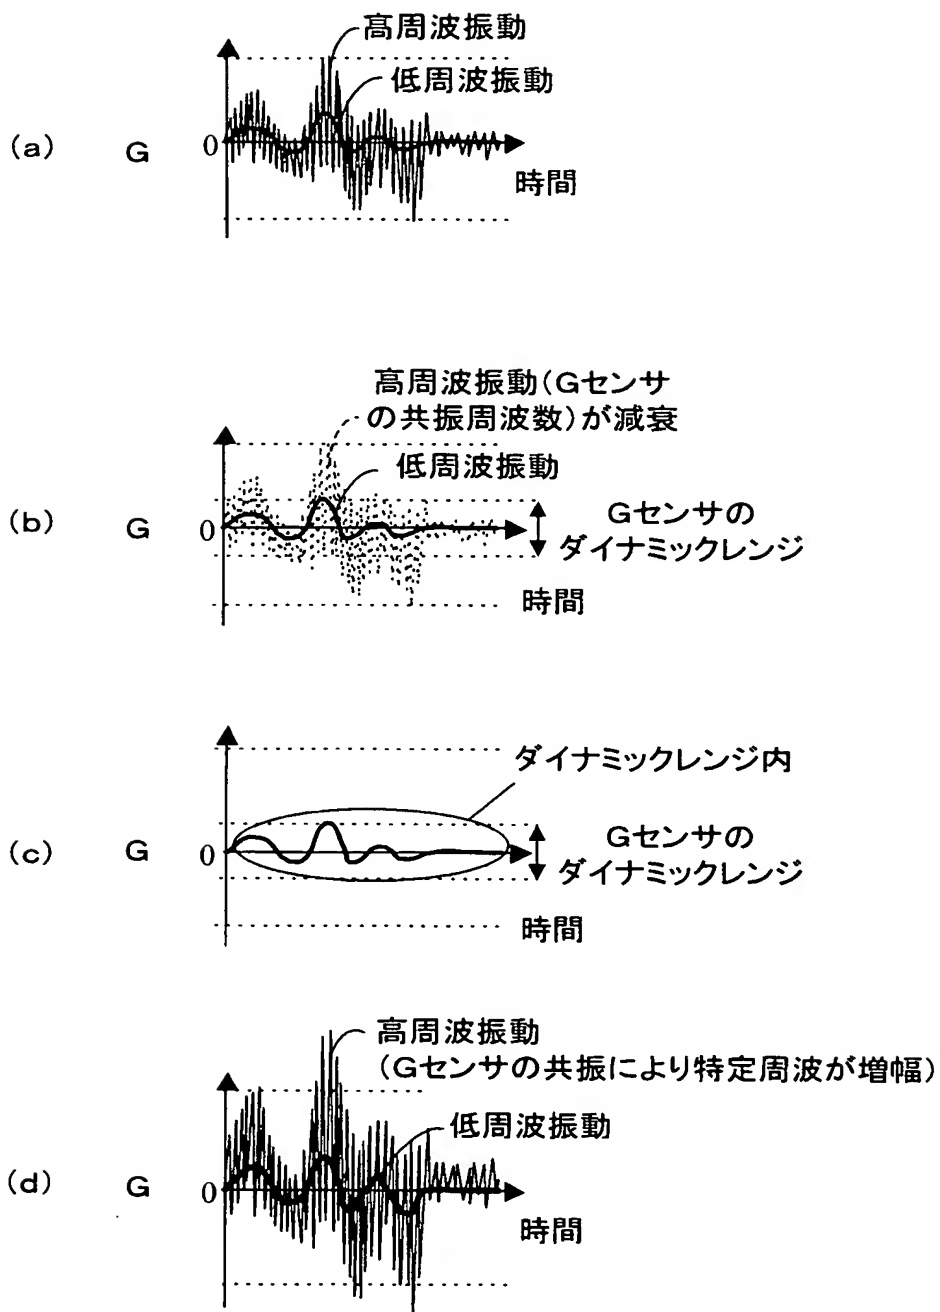 高周波振動
低周波振動
(a) G 0
時間
高周波振動(Gセンサ
の共振周波数)が減衰
低周波振動
(b) G 0
Gセンサの
ダイナミックレンジ
時間
ダイナミックレンジ内
(c) G 0
Gセンサの
ダイナミックレンジ
時間
高周波振動
(Gセンサの共振により特定周波が増幅)
低周波振動
(d) G 0
時間